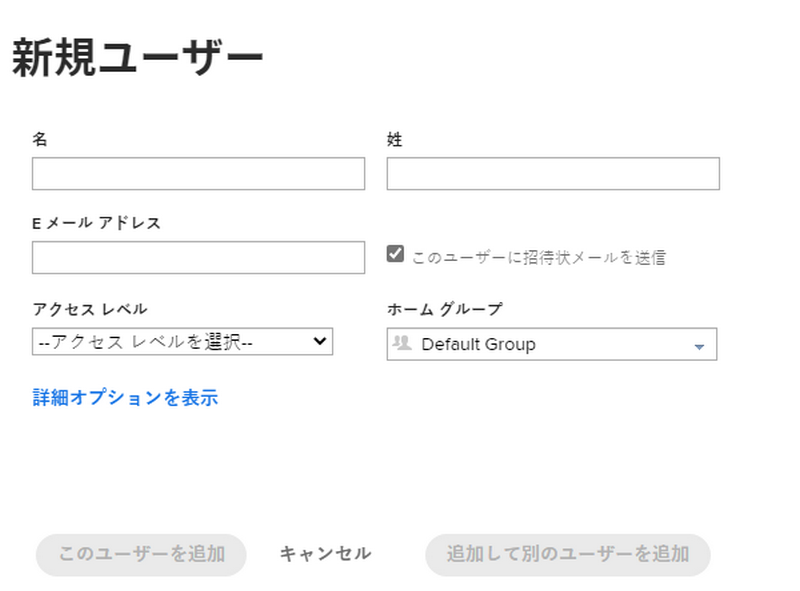 新規ユーザー
名
姓
E メール アドレス
このユーザーに招待状メールを送信
アクセス レベル
ホーム グループ
--アクセス レベルを選択--
Default Group
詳細オプションを表示
このユーザーを追加
キャンセル
追加して別のユーザーを追加